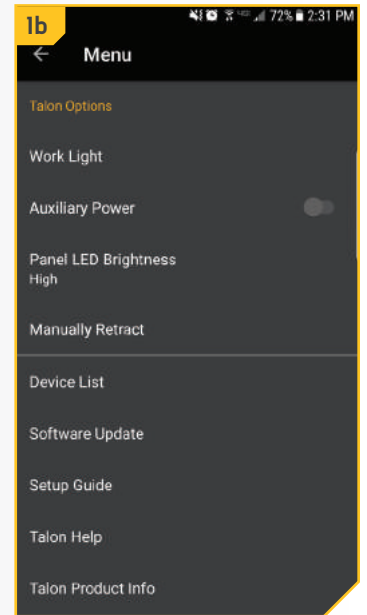 1b
72% 2:31 PM
Menu
Talon Options
Work Light
Auxiliary Power
Panel LED Brightness
High
Manually Retract
Device List
Software Update
Setup Guide
Talon Help
Talon Product Info